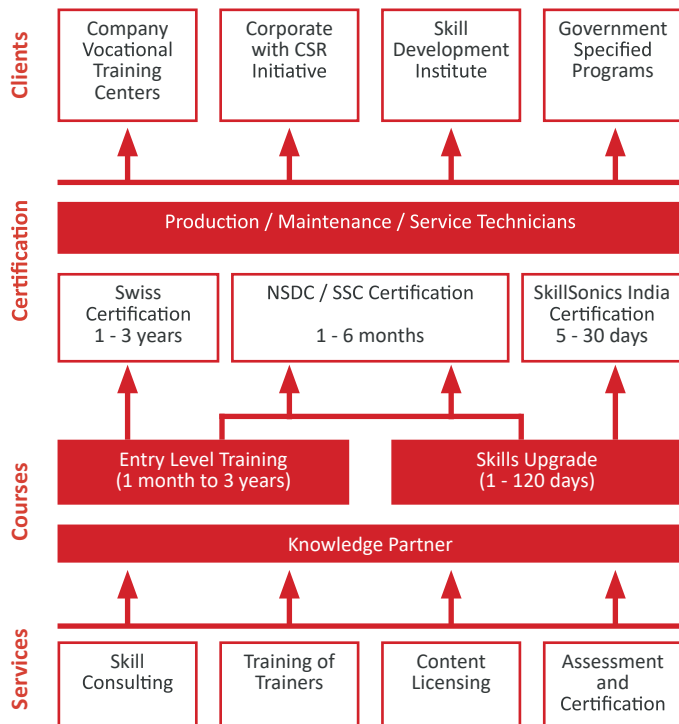 Clients
Company
Vocational
Training
Centers
Corporate
with CSR
Initiative
Skill
Development
Institute
Government
Specified
Programs
Certification
Production / Maintenance / Service Technicians
Swiss
Certification
1 - 3 years
NSDC / SSC Certification
1 - 6 months
SkillSonics India
Certification
5 - 30 days
Courses
Entry Level Training
(1 month to 3 years)
Skills Upgrade
(1 - 120 days)
Knowledge Partner
Services
Skill
Consulting
Training of
Trainers
Content
Licensing
Assessment
and
Certification